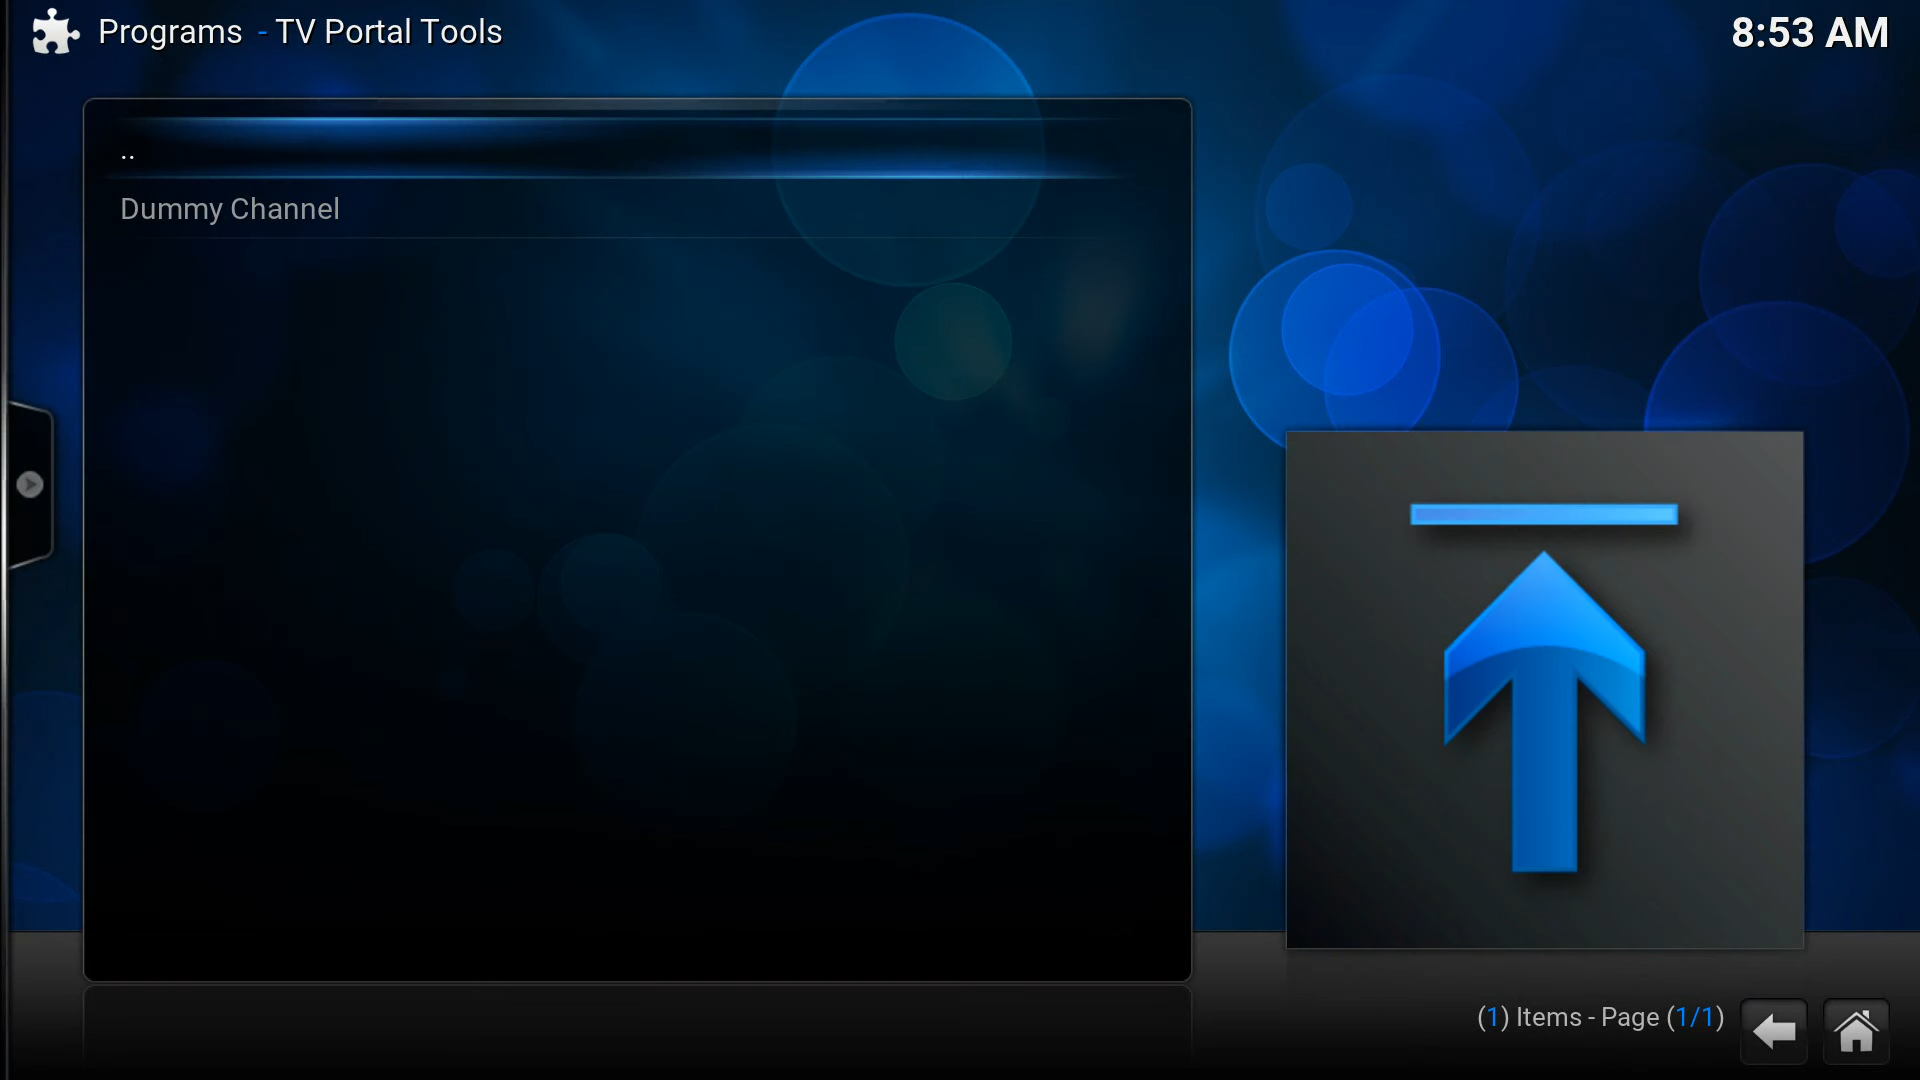 Programs - TV Portal Tools
8:53 AM
..
Dummy Channel
(1) Items - Page (1/1)